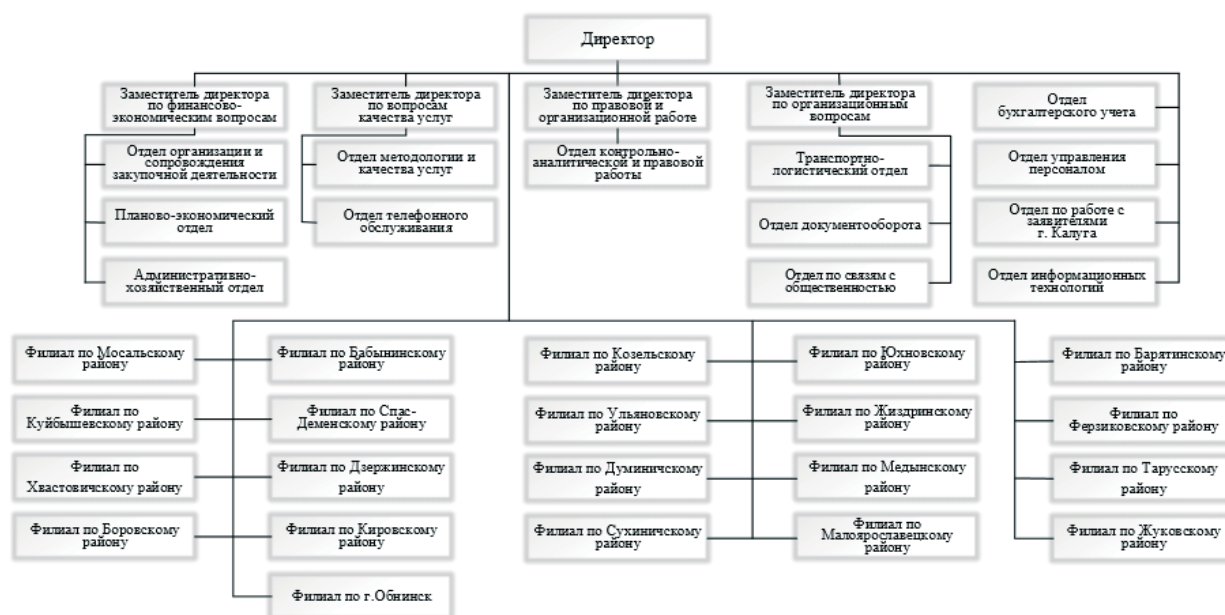 Директор
Заместитель директора
по финансово-
экономическим вопросам
Заместитель директора
по вопросам
качества услуг
Заместитель директора
по правовой и
организационной работе
Заместитель директора
по организационным
вопросам
Отдел
бухгалтерского учета
Отдел организации и
сопровождения
закупочной деятельности
Отдел методологии и
качества услуг
Отдел контрольно-
аналитической и правовой
работы
Транспортно-
логистический отдел
Отдел управления
персоналом
Планово-экономический
отдел
Отдел телефонного
обслуживания
Отдел документооборота
Отдел по работе с
заявителями
г. Калуга
Административно-
хозяйственный отдел
Отдел по связям с
общественностью
Отдел информационных
технологий
Филиал по Мосальскому
району
Филиал по Бабынинскому
району
Филиал по Козельскому
району
Филиал по Юхновскому
району
Филиал по Барятинскому
району
Филиал по
Куйбышевскому району
Филиал по Спас-
Деменскому району
Филиал по Ульяновскому
району
Филиал по Жиздринскому
району
Филиал по
Ферзиковскому району
Филиал по
Хвастовичскому району
Филиал по Дзержинскому
району
Филиал по Думиничскому
району
Филиал по Медынскому
району
Филиал по Тарусскому
району
Филиал по Боровскому
району
Филиал по Кировскому
району
Филиал по Сухиничскому
району
Филиал по
Малоярославецкому
району
Филиал по Жуковскому
району
Филиал по г.Обнинск